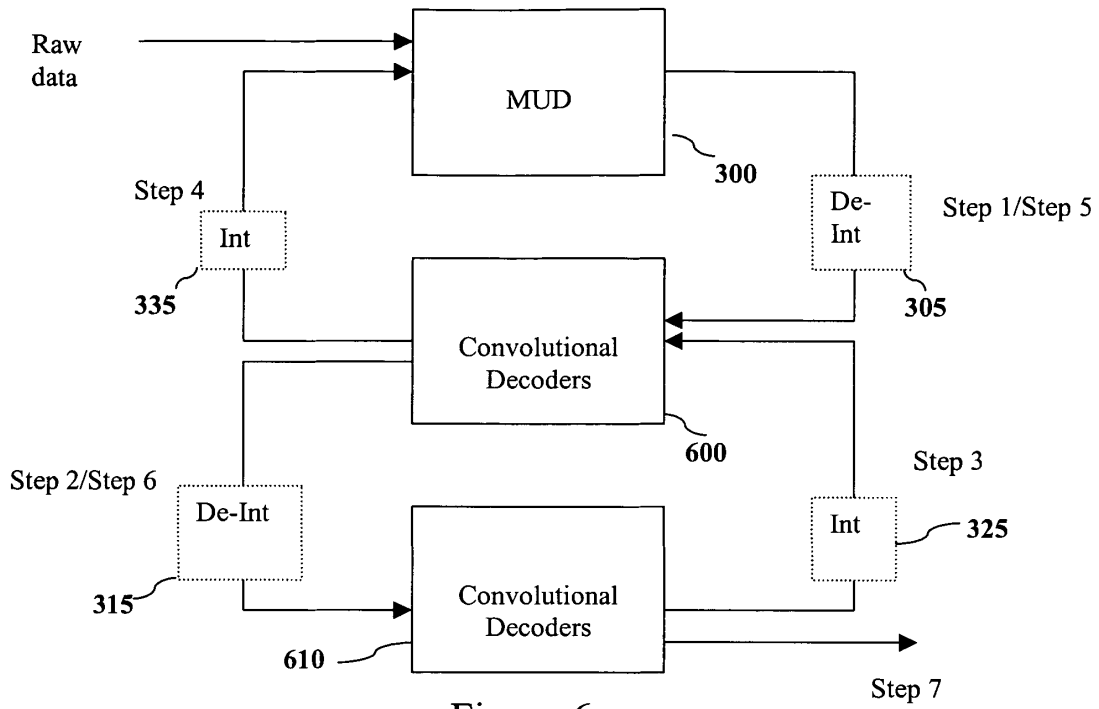 Raw
data
MUD
300
Step 4
Int
335
De-
Int
Step 1/Step 5
305
Convolutional
Decoders
600
Step 2/Step 6
De-Int
315
Step 3
Int
325
Convolutional
Decoders
610
Step 7